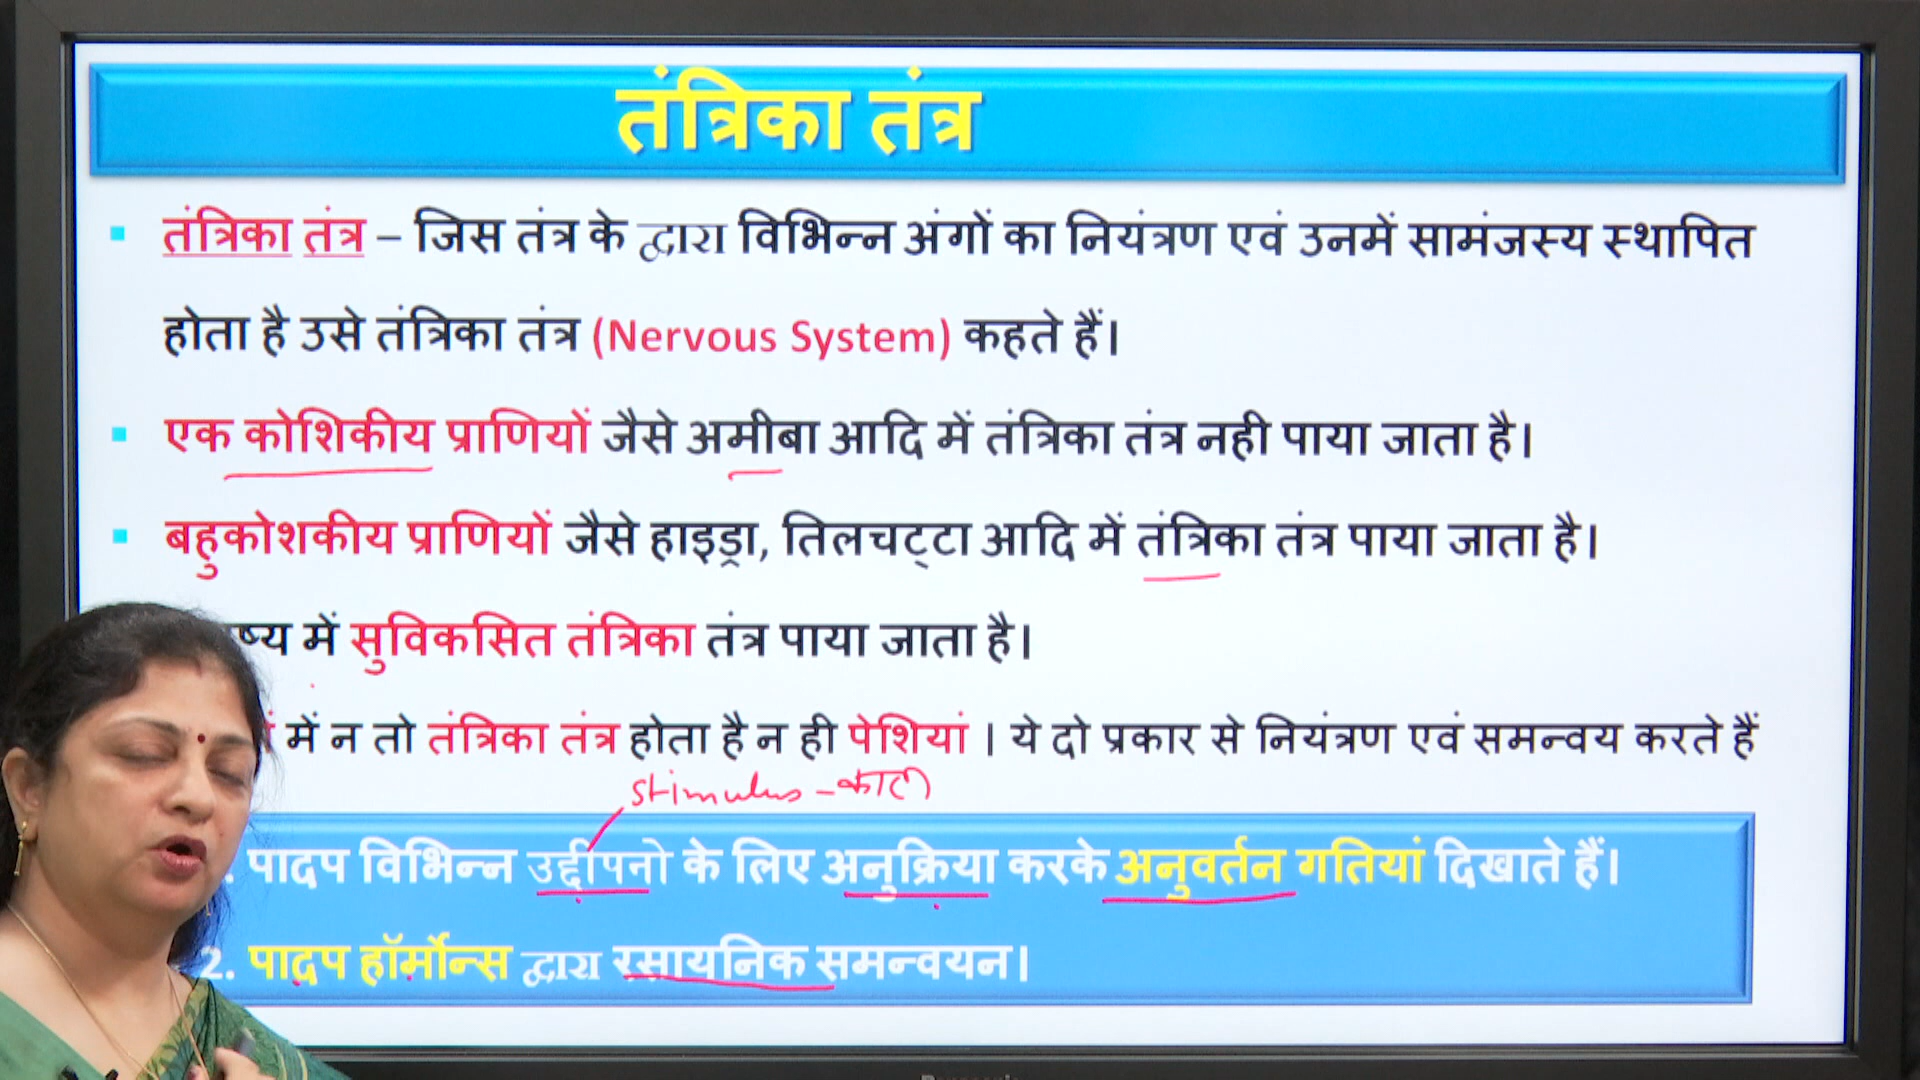 तंत्रिका तंत्र
तंत्रिका तंत्र – जिस तंत्र के द्वारा विभिन्न अंगों का नियंत्रण एवं उनमें सामंजस्य स्थापित
होता है उसे तंत्रिका तंत्र (Nervous System) कहते हैं।
एक कोशिकीय प्राणियों जैसे अमीबा आदि में तंत्रिका तंत्र नही पाया जाता है।
बहुकोशकीय प्राणियों जैसे हाइड्रा, तिलचट्टा आदि में तंत्रिका तंत्र पाया जाता है।
में सुविकसित तंत्रिका तंत्र पाया जाता है।
में न तो तंत्रिका तंत्र होता है न ही पेशियां । ये दो प्रकार से नियंत्रण एवं समन्वय करते हैं
stimulus -
पादप विभिन्न उद्दीपनो के लिए अनुक्रिया करके अनुवर्तन गतियां दिखाते हैं।
2. पादप हॉर्मोन्स द्वारा रसायनिक समन्वयन।